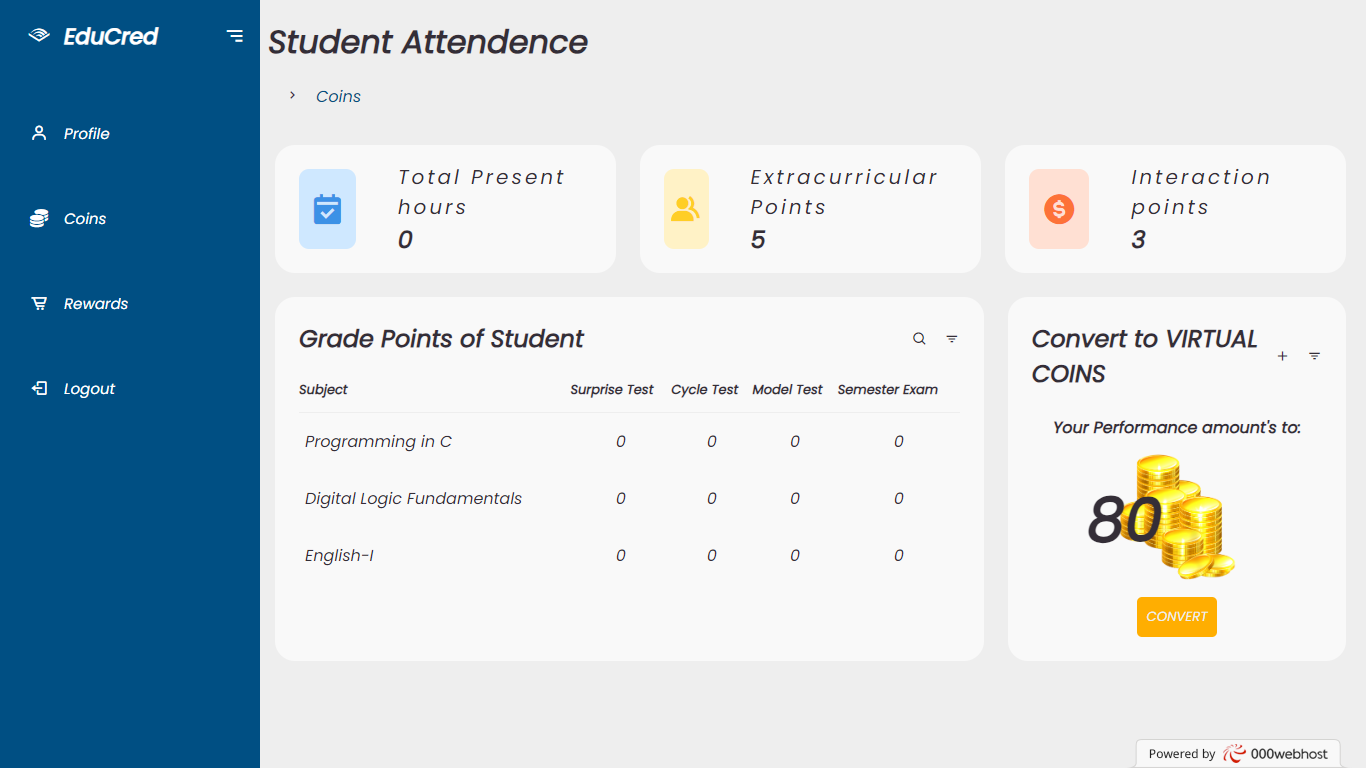 EduCred
Profile
Coins
Rewards
Logout
Student Attendence
Coins
Total Present
hours
0
Extracurricular
Points
5
Interaction
points
3
Grade Points of Student
Subject Surprise Test Cycle Test Model Test Semester Exam
Programming in C 0 0 0 0
Digital Logic Fundamentals 0 0 0 0
English-I 0 0 0 0
Convert to VIRTUAL
COINS
Your Performance amount's to:
80
CONVERT
Powered by 000webhost